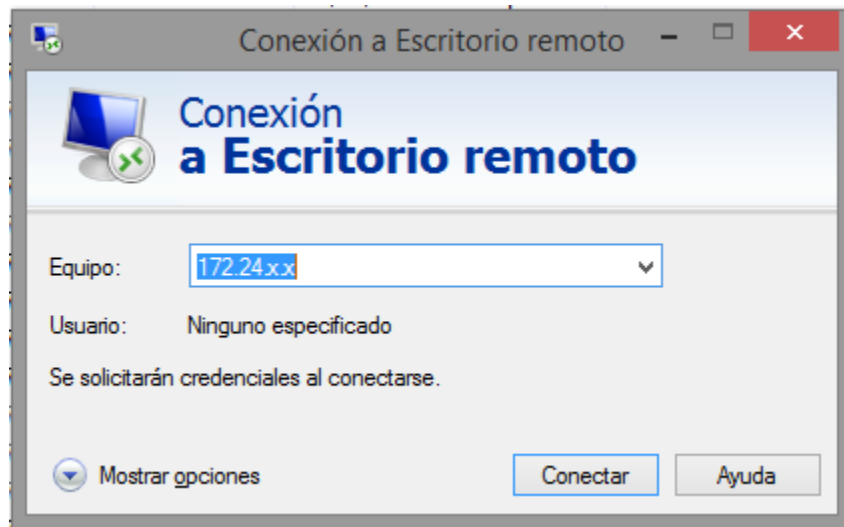 Conexión a Escritorio remoto
Conexión
a Escritorio remoto
Equipo: 172.24.x.x
Usuario: Ninguno especificado
Se solicitarán credenciales al conectarse.
Mostrar opciones Conectar Ayuda